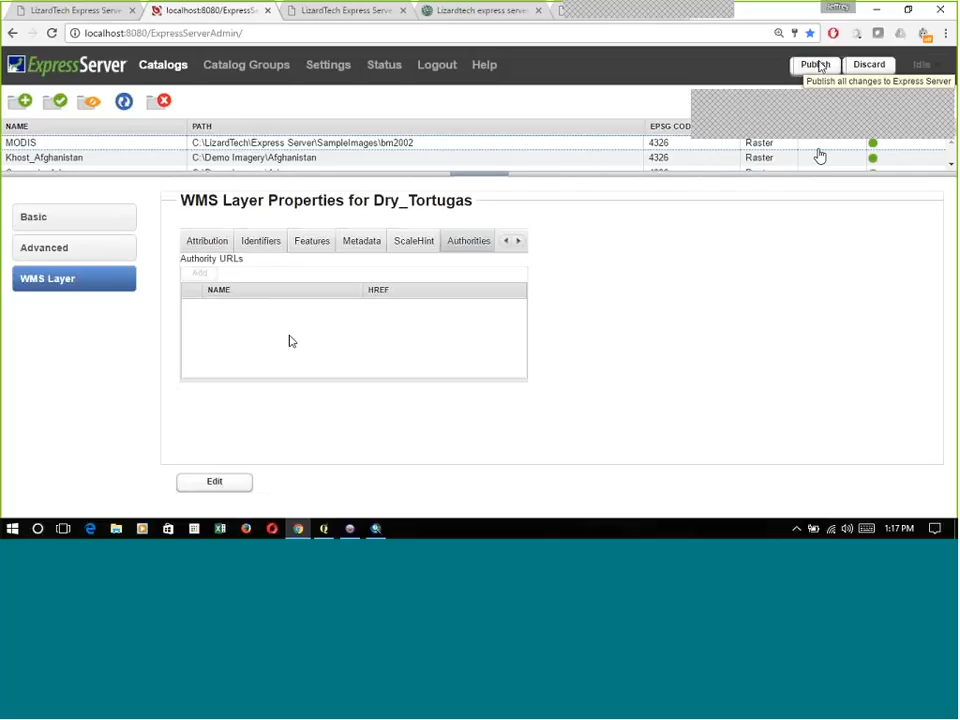 LizardTech Express Serve
localhost:8080/ExpressSe
LizardTech Express Serve
Lizardtech express serve
Jeffrey
localhost:8080/ExpressServerAdmin/
ExpressServer Catalogs Catalog Groups Settings Status Logout Help Publish Discard Idle
Publish all changes to Express Server
NAME PATH EPSG COD
MODIS C:\LizardTech\Express Server\SampleImages\bm2002 4326 Raster
Khost_Afghanistan C:\Demo Imagery\Afghanistan 4326 Raster
WMS Layer Properties for Dry_Tortugas
Basic
Advanced
WMS Layer
Attribution Identifiers Features Metadata ScaleHint Authorities
Authority URLs
Add
NAME HREF
Edit
1:17 PM